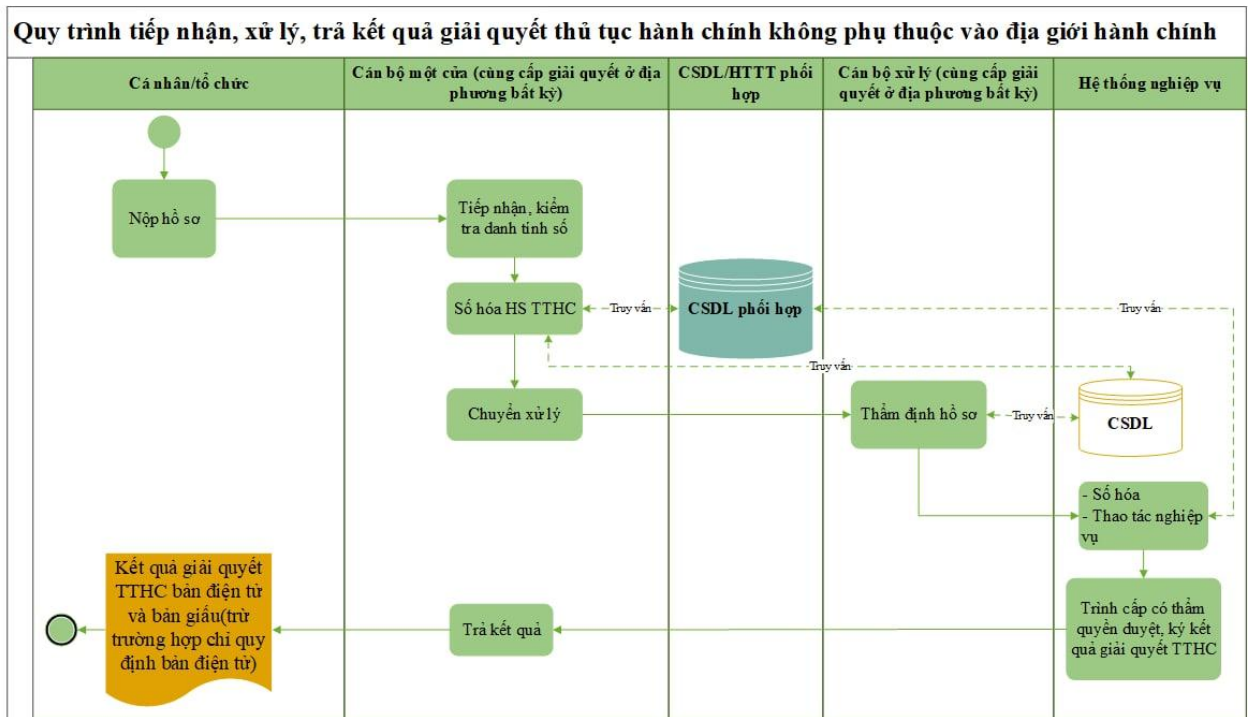 Quy trình tiếp nhận, xử lý, trả kết quả giải quyết thủ tục hành chính không phụ thuộc vào địa giới hành chính
Cá nhân/tổ chức
Cán bộ một cửa (cùng cấp giải quyết ở địa
phương bất kỳ)
CSDL/HTTT phối
hợp
Cán bộ xử lý (cùng cấp giải
quyết ở địa phương bất kỳ)
Hệ thống nghiệp vụ
Nộp hồ sơ
Tiếp nhận, kiểm
tra danh tính số
Số hóa HS TTHC
Truy vấn
CSDL phối hợp
Truy vấn
Truy vấn
Chuyển xử lý
Thẩm định hồ sơ
Truy vấn
CSDL
- Số hóa
- Thao tác nghiệp
vụ
Kết quả giải quyết
TTHC bản điện tử
và bản giấu(trừ
trường hợp chỉ quy
định bản điện tử)
Trả kết quả
Trình cấp có thẩm
quyền duyệt, ký kết
quả giải quyết TTHC